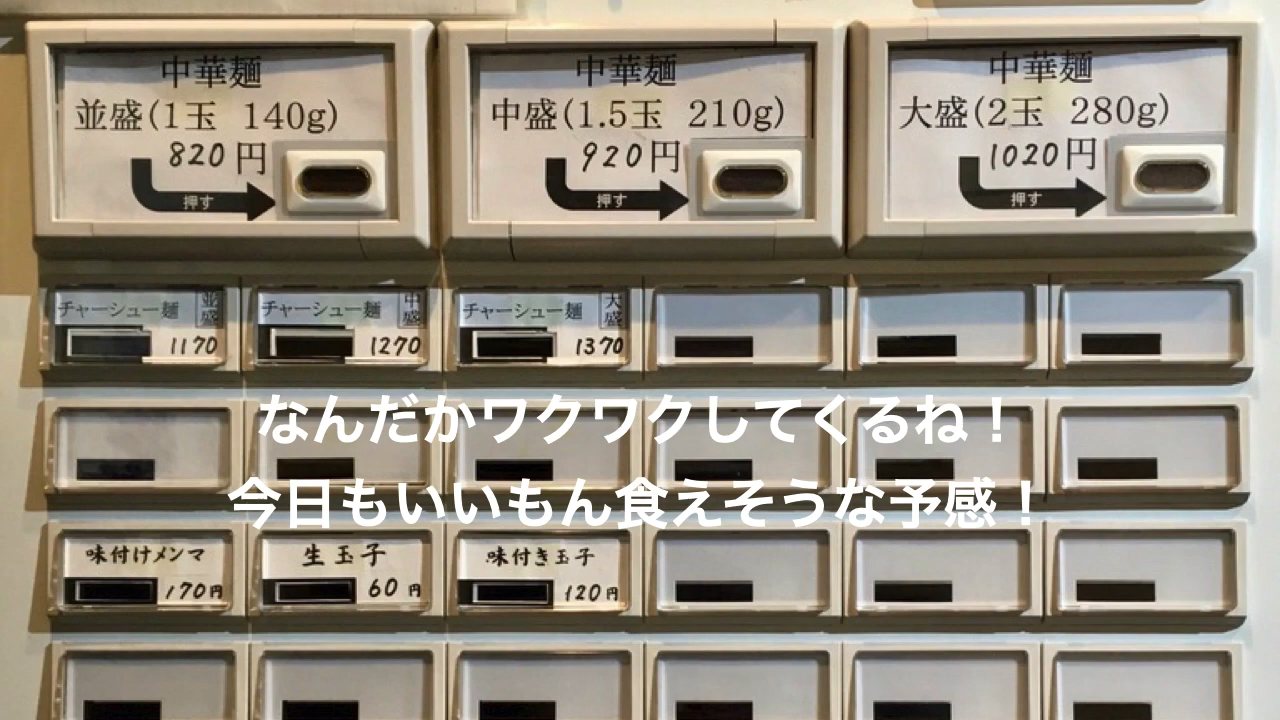 中華麺
並盛(1玉 140g)
820円
押す
中華麺
中盛(1.5玉 210g)
920円
押す
中華麺
大盛(2玉 280g)
1020円
押す
チャーシュー麺 並盛
1170
チャーシュー麺 中盛
1270
チャーシュー麺 大盛
1370
なんだかワクワクしてくるね！
今日もいいもん食えそうな予感！
味付けメンマ
170円
生玉子
60円
味付き玉子
120円